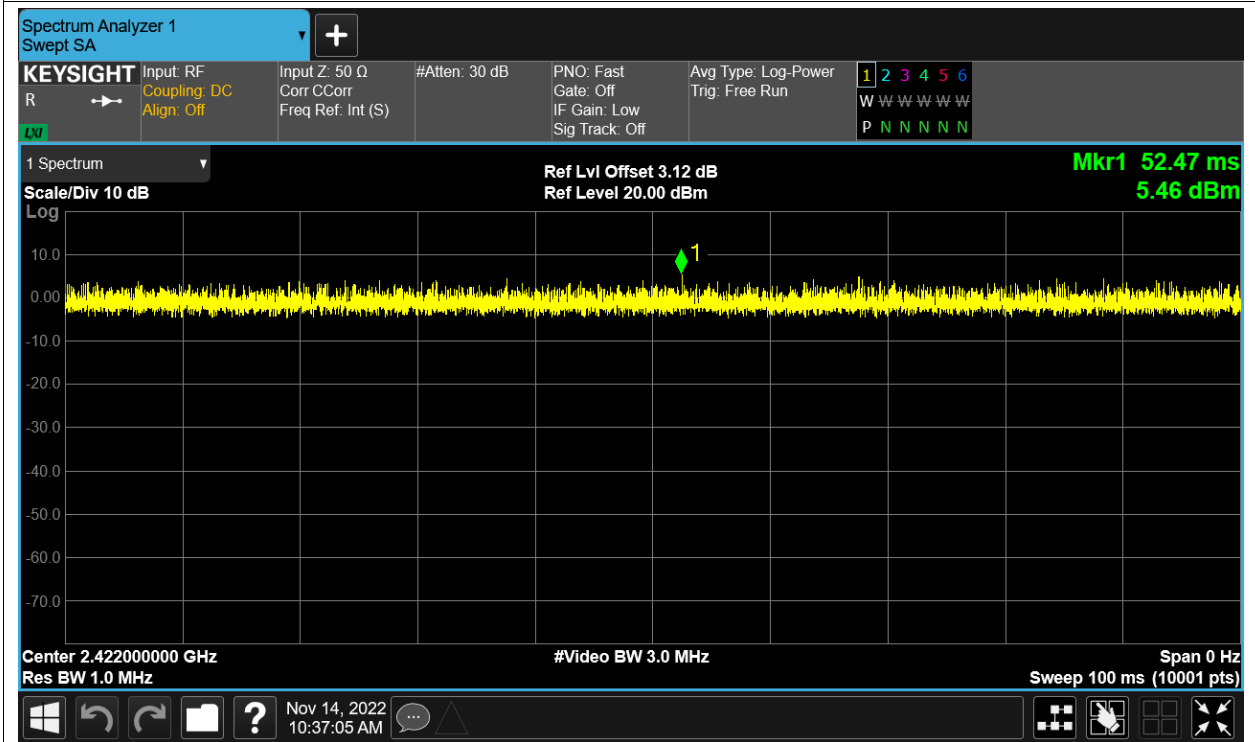 Spectrum Analyzer 1
Swept SA
KEYSIGHT
R
LXI
Input: RF
Coupling: DC
Align: Off
Input Z: 50 Ω
Corr CCorr
Freq Ref: Int (S)
#Atten: 30 dB
PNO: Fast
Gate: Off
IF Gain: Low
Sig Track: Off
Avg Type: Log-Power
Trig: Free Run
1 2 3 4 5 6
W W W W W W
P N N N N N
1 Spectrum
Scale/Div 10 dB
Log
Ref Lvl Offset 3.12 dB
Ref Level 20.00 dBm
Mkr1 52.47 ms
5.46 dBm
1
10.0
0.00
-10.0
-20.0
-30.0
-40.0
-50.0
-60.0
-70.0
Center 2.422000000 GHz
Res BW 1.0 MHz
#Video BW 3.0 MHz
Span 0 Hz
Sweep 100 ms (10001 pts)
?
Nov 14, 2022
10:37:05 AM